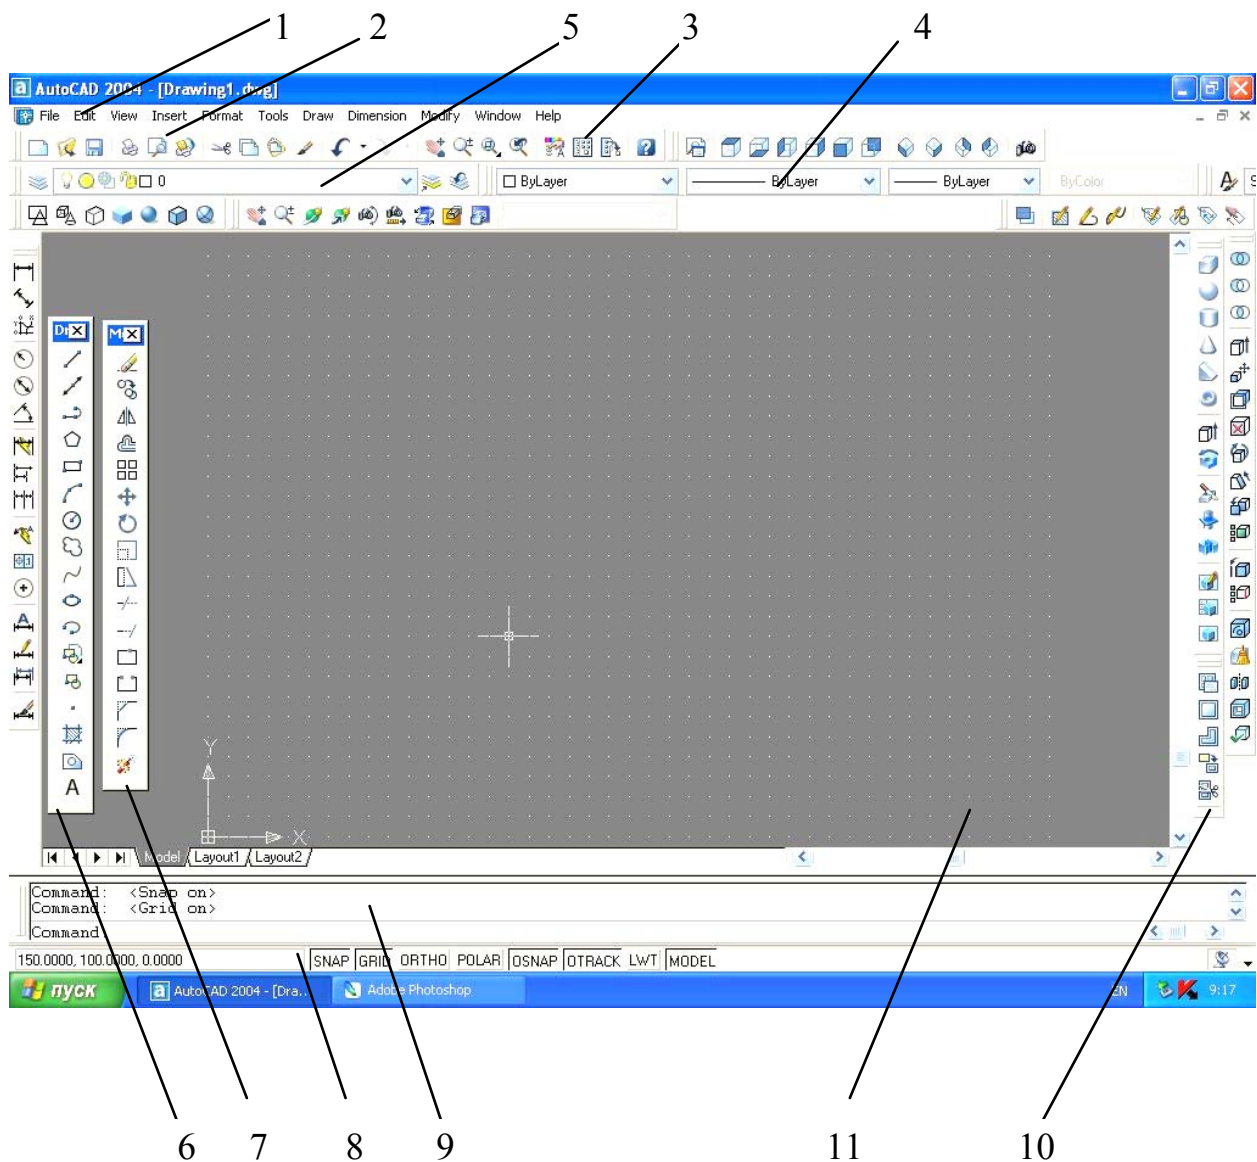 1 2 5 3 4
AutoCAD 2004 - [Drawing1.dwg]
File Edit View Insert Format Tools Draw Dimension Modify Window Help
0 ByLayer ByLayer ByLayer ByColor
Model Layout1 Layout2
Y
X
A
Command: <Snap on>
Command: <Grid on>
Command:
150.0000, 100.0000, 0.0000 SNAP GRID ORTHO POLAR OSNAP OTRACK LWT MODEL
пуск AutoCAD 2004 - [Dra... Adobe Photoshop EN 9:17
6 7 8 9 11 10